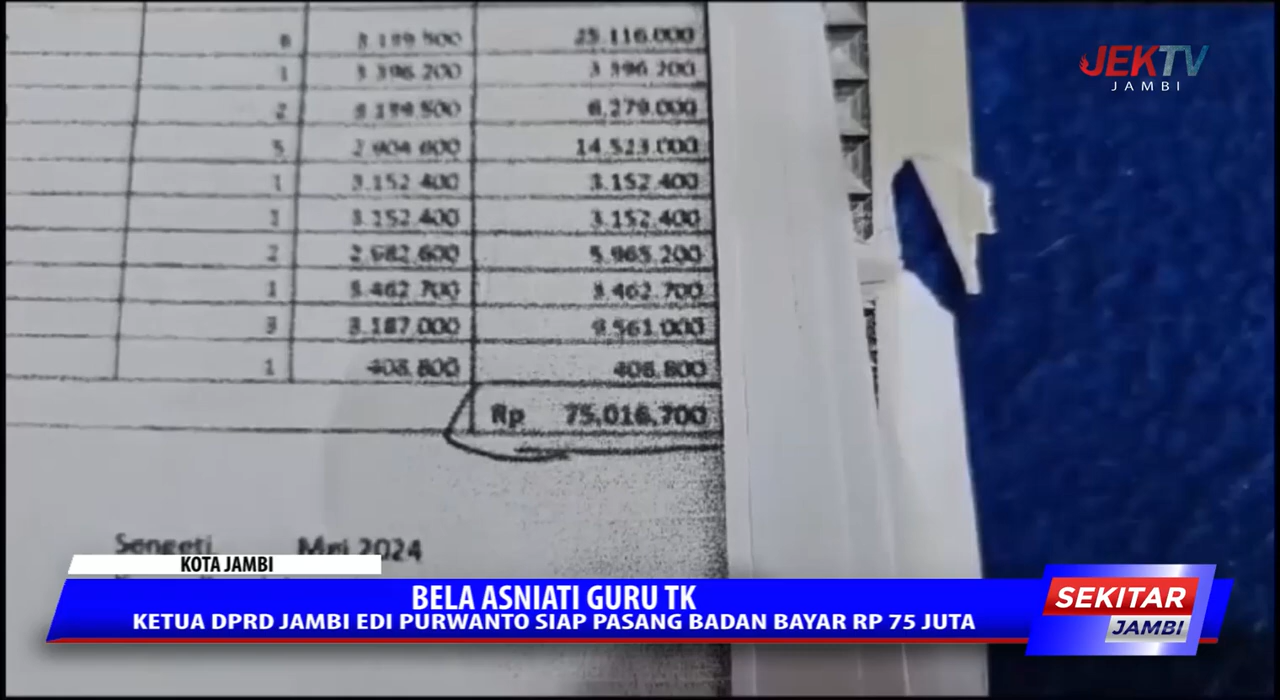 JEKTV
JAMBI
25.116.000
1 3.396.200 3.396.200
2 6.279.000
5 2.904.600 14.523.000
1 3.152.400 3.152.400
1 3.152.400 3.152.400
2 2.982.600 5.965.200
1 3.462.700 3.462.700
3 3.187.000 9.561.000
1 408.800 408.800
Rp 75,016,700
Sengeti, Mei 2024
KOTA JAMBI
BELA ASNIATI GURU TK
KETUA DPRD JAMBI EDI PURWANTO SIAP PASANG BADAN BAYAR RP 75 JUTA
SEKITAR
JAMBI